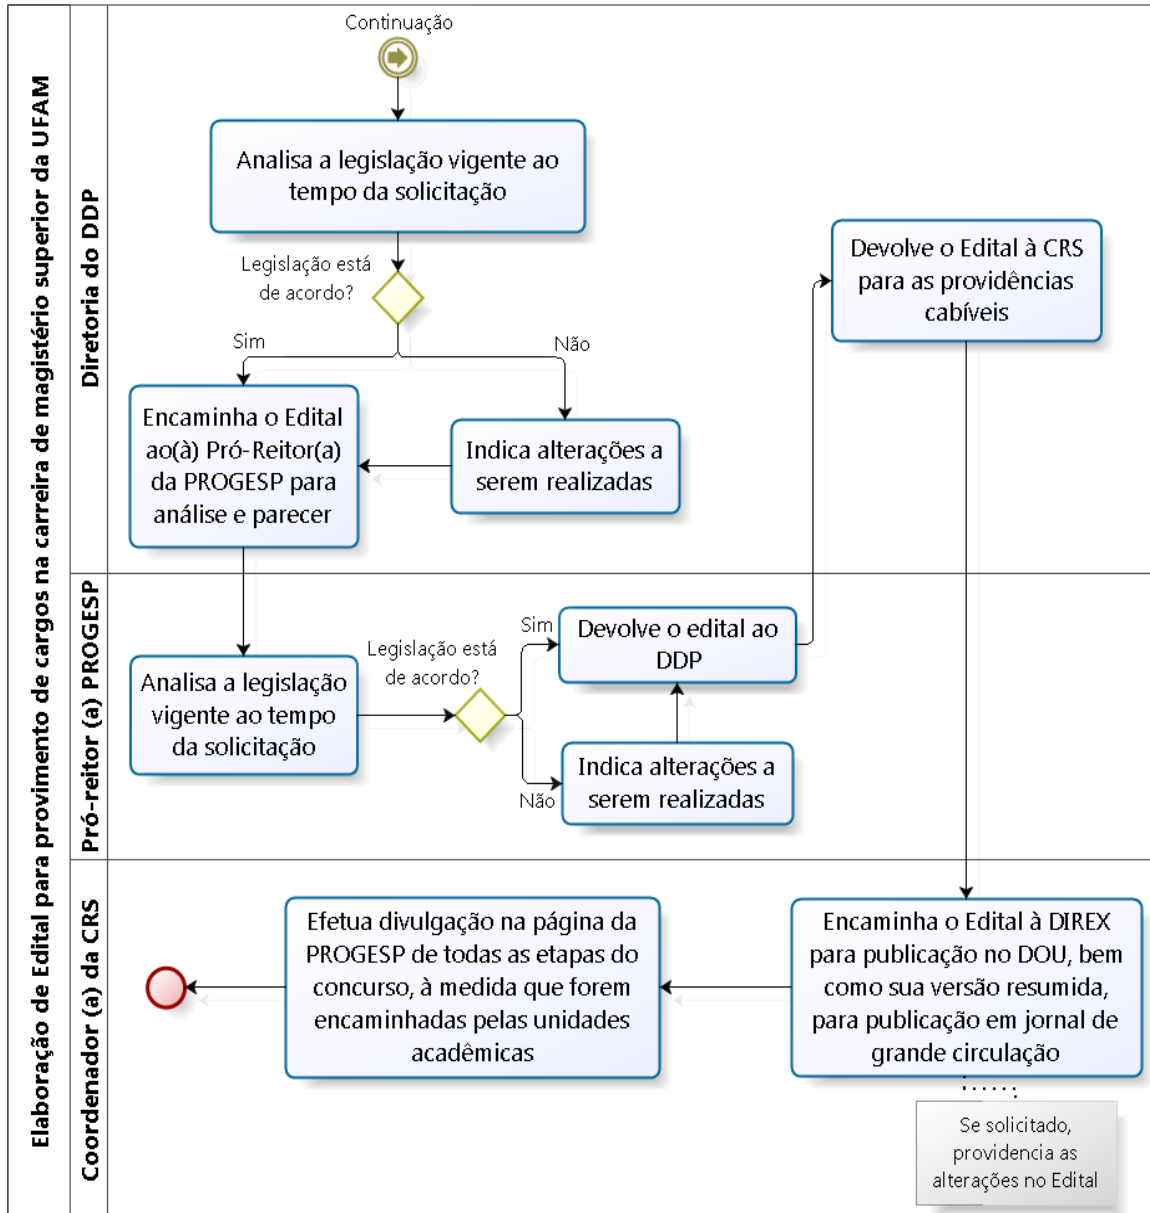 Elaboração de Edital para provimento de cargos na carreira de magistério superior da UFAM
Diretoria do DDP
Continuação
Analisa a legislação vigente ao
tempo da solicitação
Legislação está
de acordo?
Sim
Não
Encaminha o Edital
ao(à) Pró-Reitor(a)
da PROGESP para
análise e parecer
Indica alterações a
serem realizadas
Devolve o Edital à CRS
para as providências
cabíveis
Pró-reitor (a) PROGESP
Analisa a legislação
vigente ao tempo
da solicitação
Legislação está
de acordo?
Sim
Não
Devolve o edital ao
DDP
Indica alterações a
serem realizadas
Coordenador (a) da CRS
Encaminha o Edital à DIREX
para publicação no DOU, bem
como sua versão resumida,
para publicação em jornal de
grande circulação
Se solicitado,
providencia as
alterações no Edital
Efetua divulgação na página da
PROGESP de todas as etapas do
concurso, à medida que forem
encaminhadas pelas unidades
acadêmicas